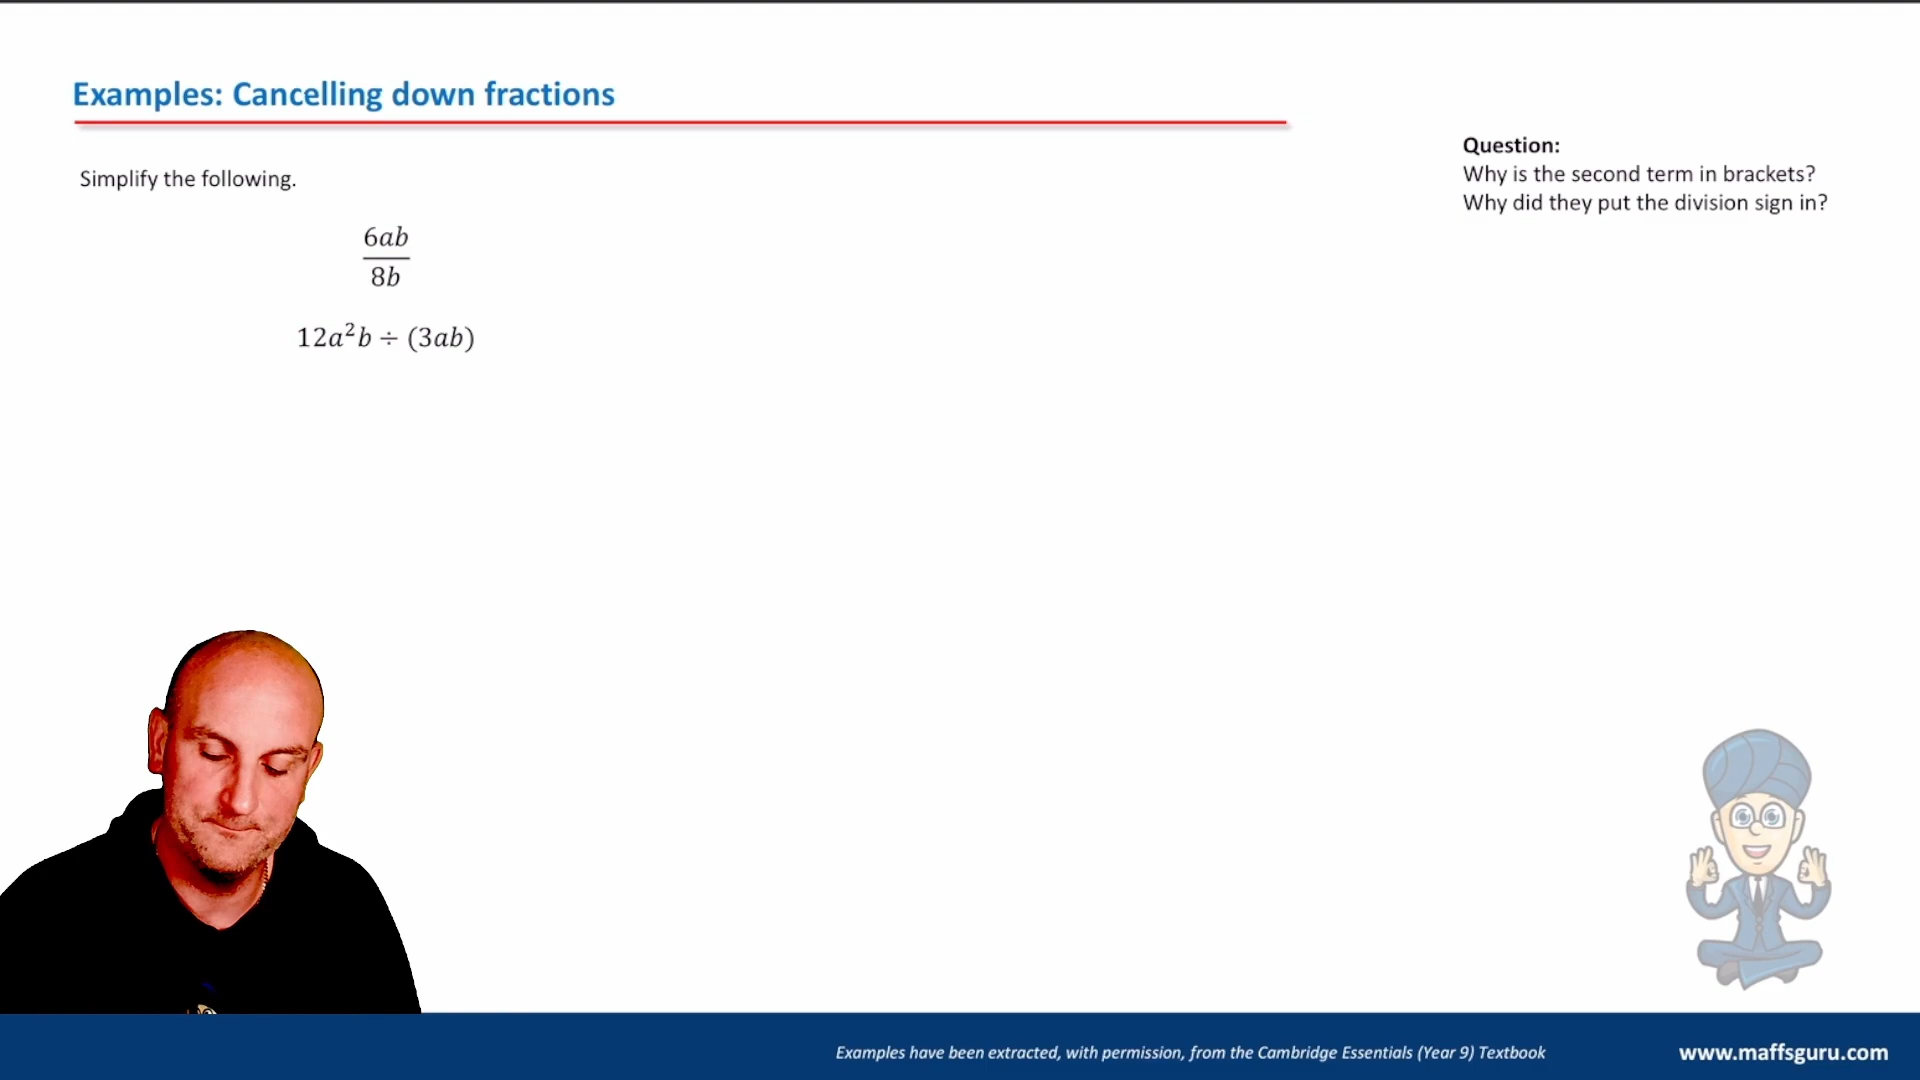 Examples: Cancelling down fractions
Question:
Why is the second term in brackets?
Why did they put the division sign in?
Simplify the following.
6ab
8b
12a²b ÷ (3ab)
Examples have been extracted, with permission, from the Cambridge Essentials (Year 9) Textbook
www.maffsguru.com